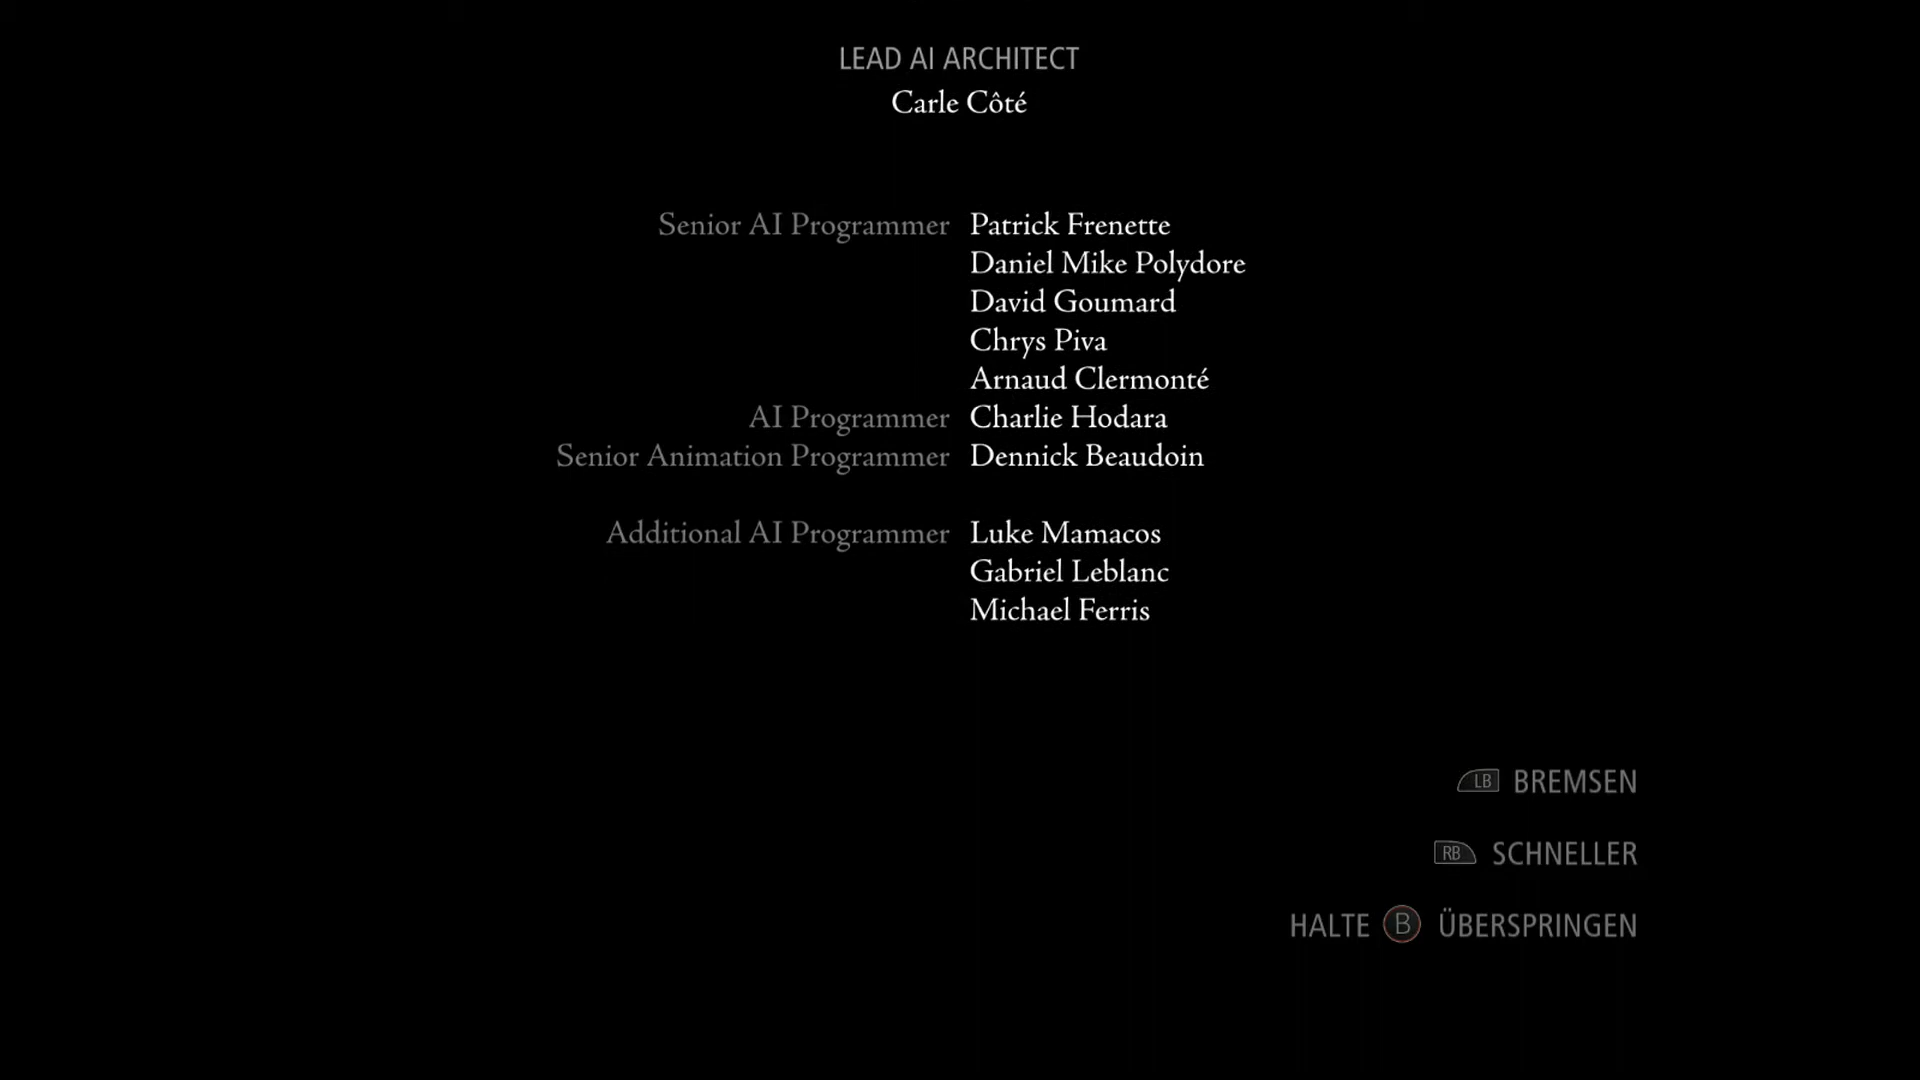 LEAD AI ARCHITECT
Carle Côté
Senior AI Programmer Patrick Frenette
Daniel Mike Polydore
David Goumard
Chrys Piva
Arnaud Clermonté
AI Programmer Charlie Hodara
Senior Animation Programmer Dennick Beaudoin
Additional AI Programmer Luke Mamacos
Gabriel Leblanc
Michael Ferris
LB BREMSEN
RB SCHNELLER
HALTE B ÜBERSPRINGEN